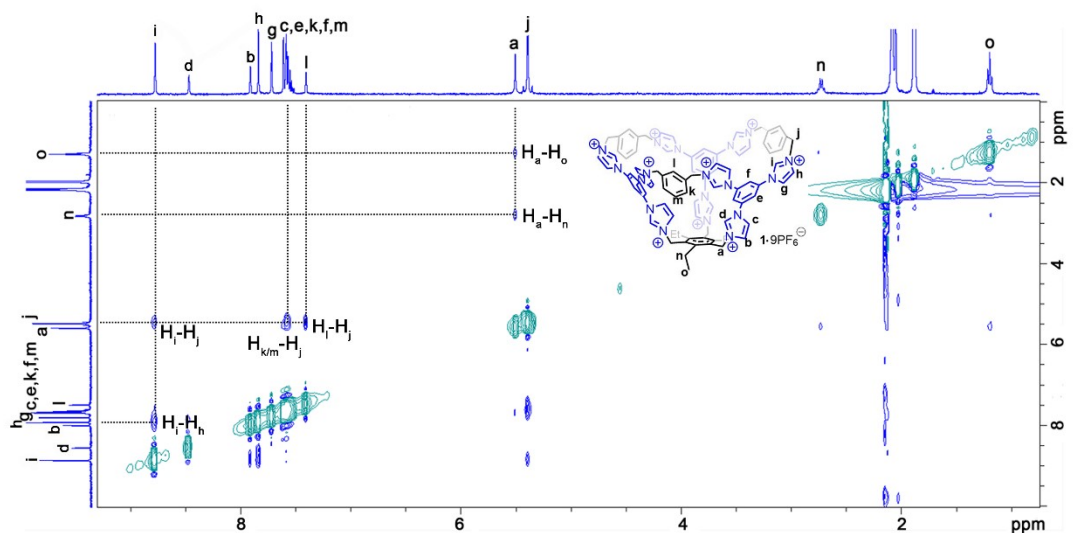 i
d
b
h
g
c,e,k,f,m
l
a
j
n
o
ppm
2
4
6
8
o
n
j
a
l
h g c,e,k,f,m
b
d
i
Hₐ-Hₒ
Hₐ-Hₙ
Hᵢ-Hⱼ
H_{k/m}-Hⱼ
Hₗ-Hⱼ
Hᵢ-Hₕ
j
i
h
g
f
e
l
k
m
d
c
b
a
Et
n
o
1·9PF₆⊖
8
6
4
2
ppm